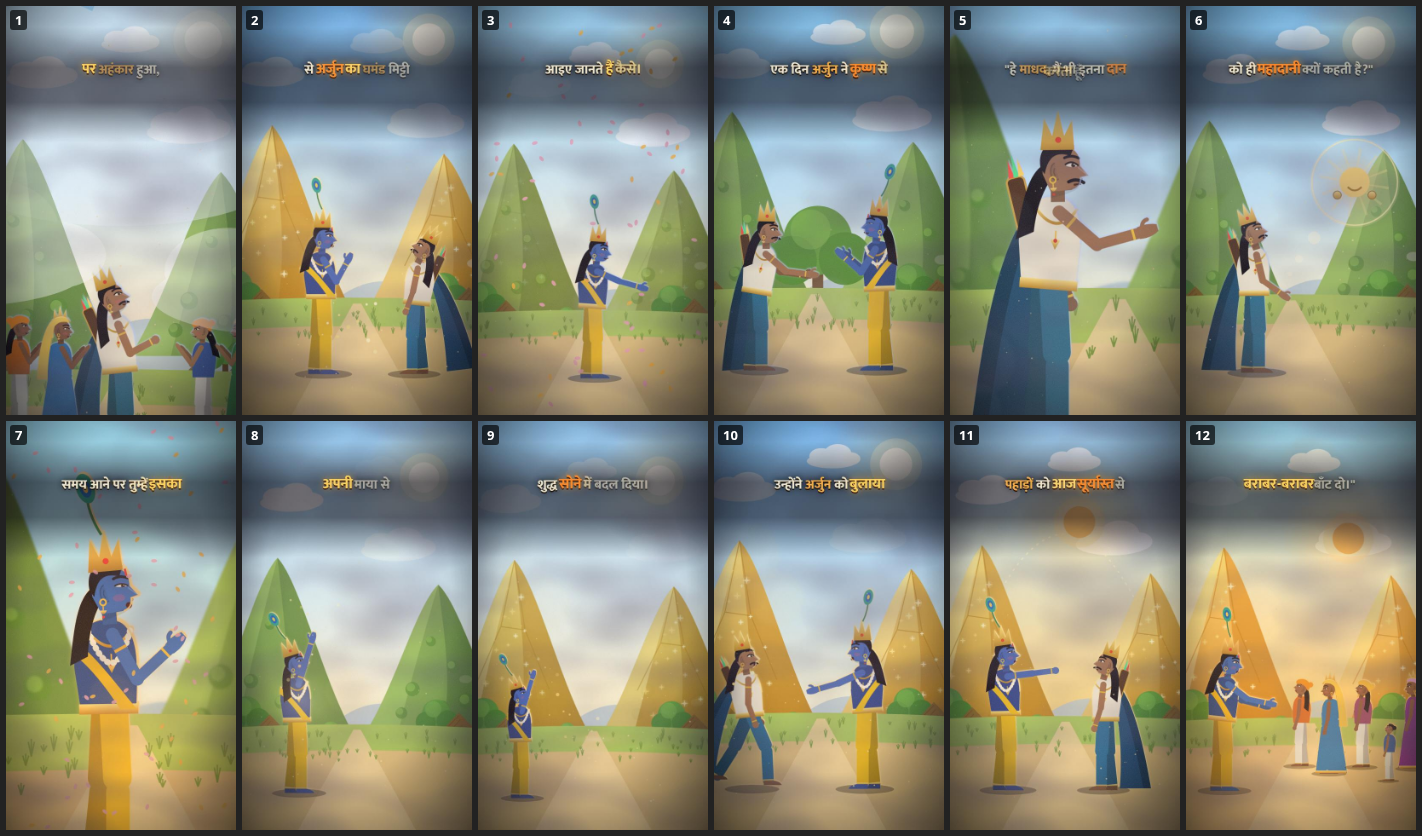 1
पर अहंकार हुआ,
2
से अर्जुन का घमंड मिट्टी
3
आइए जानते हैं कैसे।
4
एक दिन अर्जुन ने कृष्ण से
5
"हे माधव, मैं भी इतना दान
6
को ही महादानी क्यों कहती है?"
7
समय आने पर तुम्हें इसका
8
अपनी माया से
9
शुद्ध सोने में बदल दिया।
10
उन्होंने अर्जुन को बुलाया
11
पहाड़ों को आज सूर्यास्त से
12
बराबर-बराबर बाँट दो।"